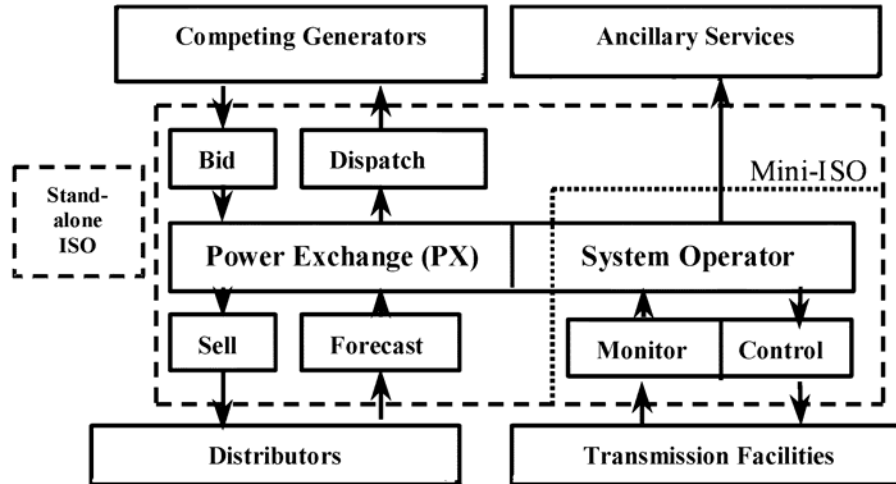 Competing Generators
Ancillary Services
Bid
Dispatch
Mini-ISO
Stand-
alone
ISO
Power Exchange (PX)
System Operator
Sell
Forecast
Monitor
Control
Distributors
Transmission Facilities